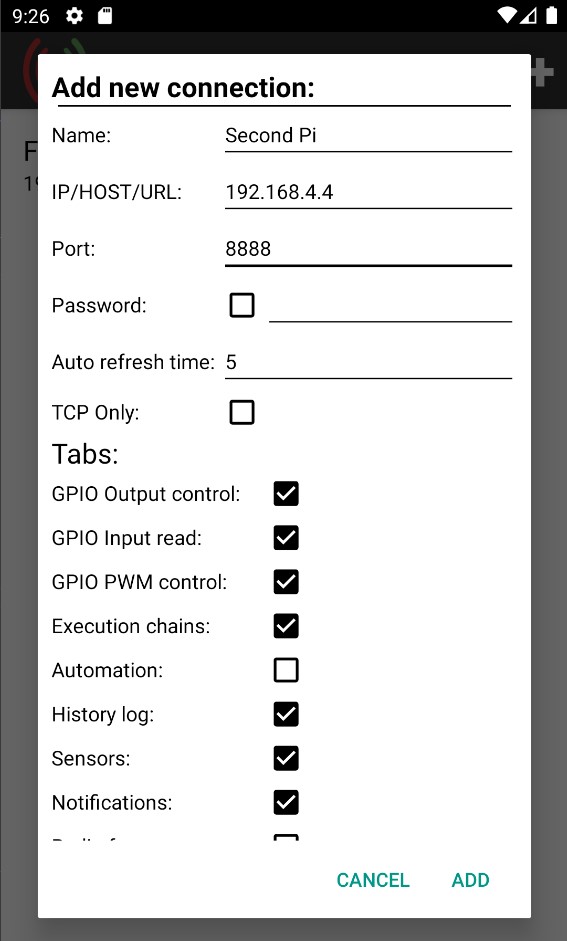 9:26
Add new connection:
Name: Second Pi
IP/HOST/URL: 192.168.4.4
Port: 8888
Password:
Auto refresh time: 5
TCP Only:
Tabs:
GPIO Output control:
GPIO Input read:
GPIO PWM control:
Execution chains:
Automation:
History log:
Sensors:
Notifications:
CANCEL ADD